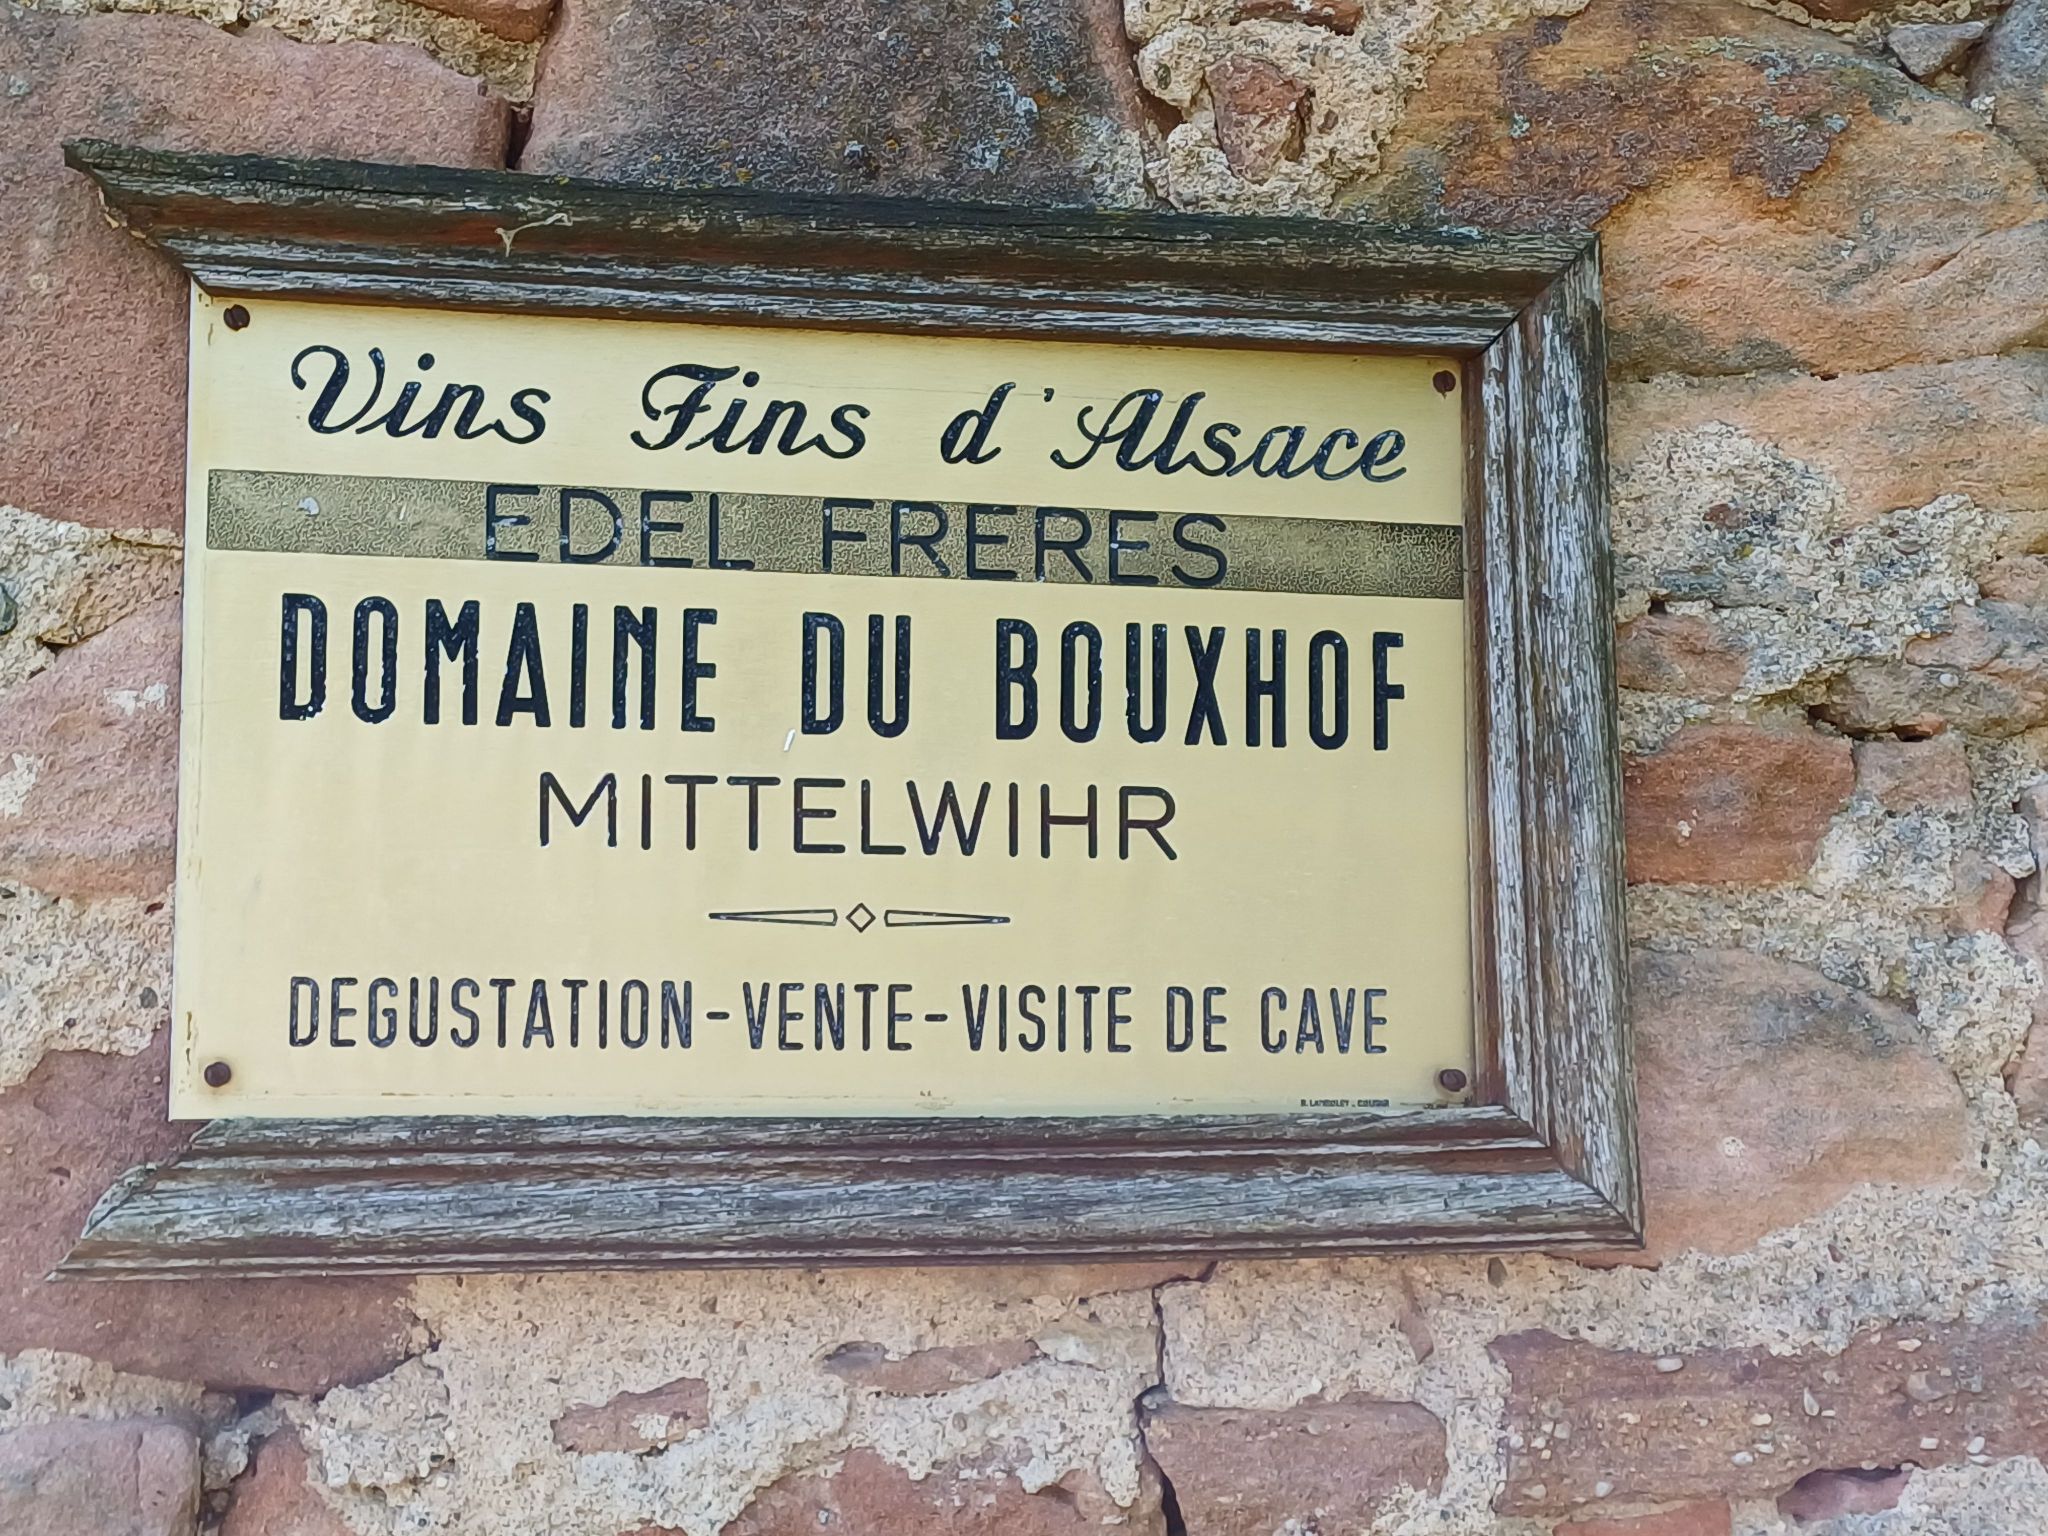 Vins Fins d'Alsace
EDEL FRERES
DOMAINE DU BOUXHOF
MITTELWIHR
DEGUSTATION-VENTE-VISITE DE CAVE